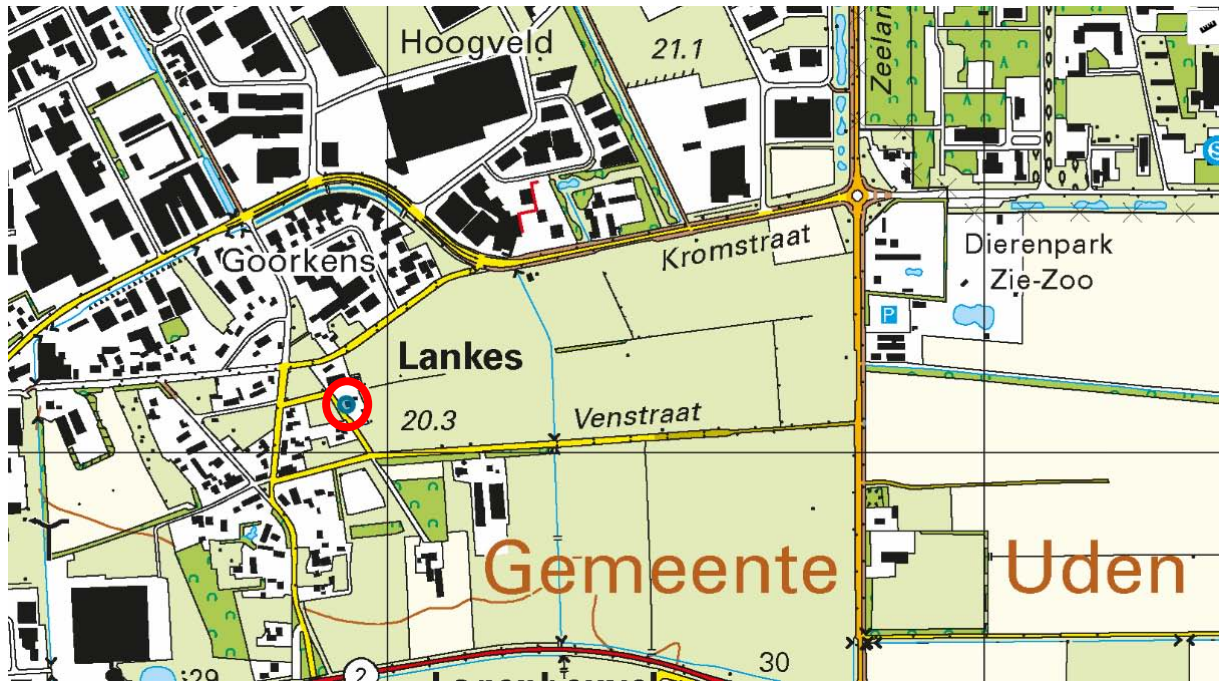 Hoogveld
21.1
Zeelan
S
Goorkens
Kromstraat
Dierenpark
Zie-Zoo
P
Lankes
G
20.3
Venstraat
Gemeente Uden
2
30
:29